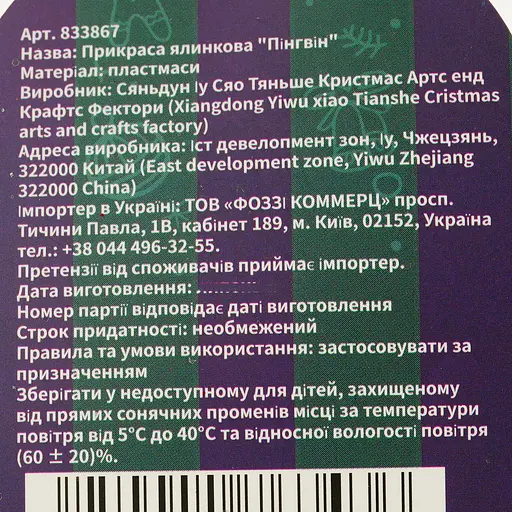 Арт. 833867
Назва: Прикраса ялинкова "Пінгвін"
Матеріал: пластмаси
Виробник: Сяньдун Іу Сяо Тяньше Кристмас Артс енд
Крафтс Фектори (Xiangdong Yiwu xiao Tianshe Cristmas
arts and crafts factory)
Адреса виробника: Іст девелопмент зон, Іу, Чжецзянь,
322000 Китай (East development zone, Yiwu Zhejiang
322000 China)
Імпортер в Україні: ТОВ «ФОЗЗІ КОММЕРЦ» просп.
Тичини Павла, 1В, кабінет 189, м. Київ, 02152, Україна
тел.: +38 044 496-32-55.
Претензії від споживачів приймає імпортер.
Дата виготовлення:
Номер партії відповідає даті виготовлення
Строк придатності: необмежений
Правила та умови використання: застосовувати за
призначенням
Зберігати у недоступному для дітей, захищеному
від прямих сонячних променів місці за температури
повітря від 5°С до 40°С та відносної вологості повітря
(60 ± 20)%.